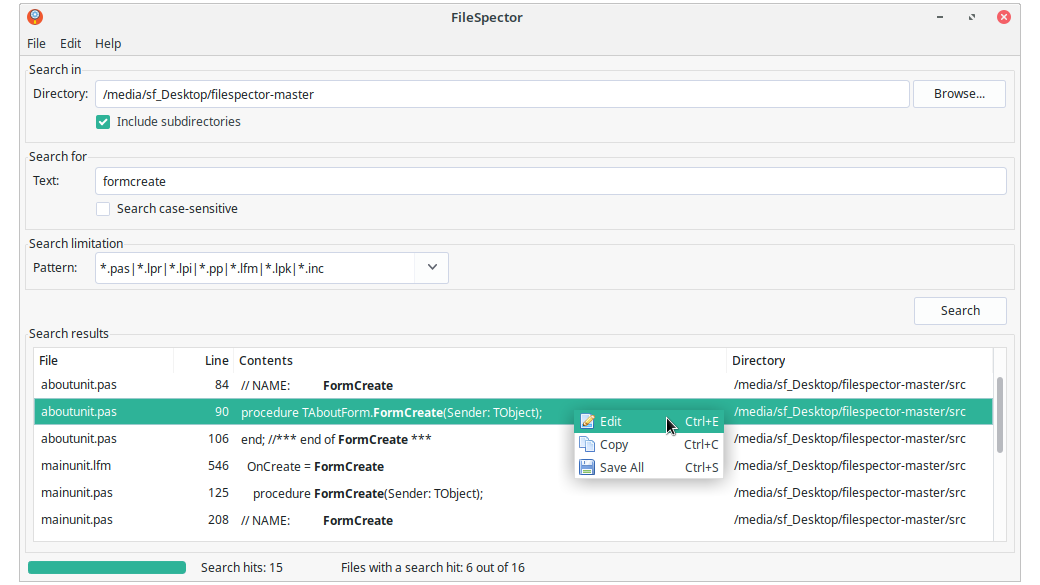 FileSpector
File Edit Help
Search in
Directory: /media/sf_Desktop/filespector-master Browse...
Include subdirectories
Search for
Text: formcreate
Search case-sensitive
Search limitation
Pattern: *.pas|*.lpr|*.lpi|*.pp|*.lfm|*.lpk|*.inc
Search
Search results
File Line Contents Directory
aboutunit.pas 84 // NAME: FormCreate /media/sf_Desktop/filespector-master/src
aboutunit.pas 90 procedure TAboutForm.FormCreate(Sender: TObject); /media/sf_Desktop/filespector-master/src
Edit Ctrl+E
aboutunit.pas 106 end; //*** end of FormCreate *** /media/sf_Desktop/filespector-master/src
Copy Ctrl+C
mainunit.lfm 546 OnCreate = FormCreate /media/sf_Desktop/filespector-master/src
Save All Ctrl+S
mainunit.pas 125 procedure FormCreate(Sender: TObject); /media/sf_Desktop/filespector-master/src
mainunit.pas 208 // NAME: FormCreate /media/sf_Desktop/filespector-master/src
Search hits: 15 Files with a search hit: 6 out of 16